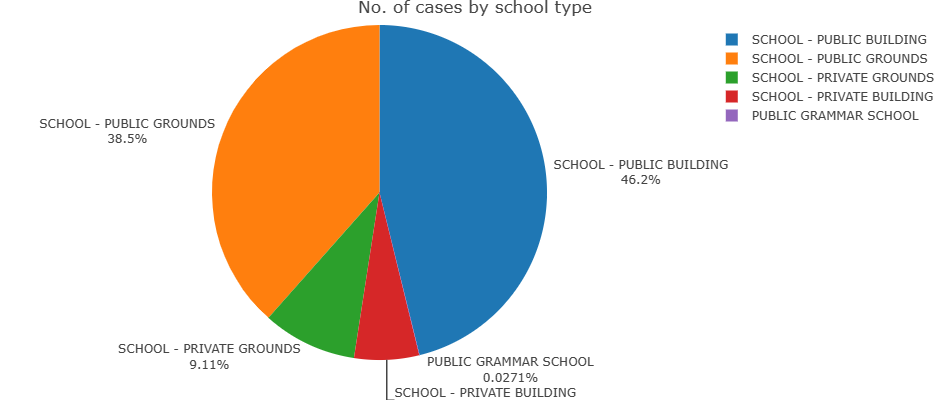 No. of cases by school type
SCHOOL - PUBLIC BUILDING
SCHOOL - PUBLIC GROUNDS
SCHOOL - PRIVATE GROUNDS
SCHOOL - PRIVATE BUILDING
PUBLIC GRAMMAR SCHOOL
SCHOOL - PUBLIC GROUNDS
38.5%
SCHOOL - PUBLIC BUILDING
46.2%
SCHOOL - PRIVATE GROUNDS
9.11%
PUBLIC GRAMMAR SCHOOL
0.0271%
SCHOOL - PRIVATE BUILDING